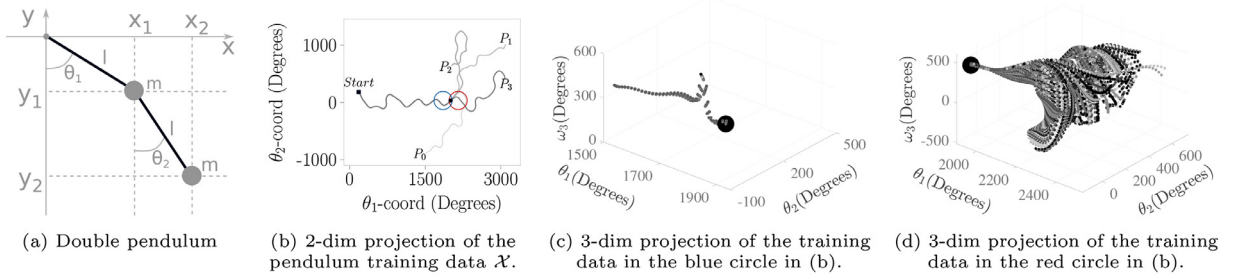 y
x₁
x₂
x
l
θ₁
m
y₁
l
θ₂
m
y₂
(a) Double pendulum
θ₂-coord (Degrees)
1000
0
-1000
Start
P₁
P₂
P₃
P₀
0
1500
3000
θ₁-coord (Degrees)
(b) 2-dim projection of the
pendulum training data 𝒳.
ω₃(Degrees)
600
300
0
1500
1700
1900
θ₁(Degrees)
-100
200
500
θ₂(Degrees)
(c) 3-dim projection of the training
data in the blue circle in (b).
ω₃(Degrees)
500
0
-500
2000
2200
2400
θ₁(Degrees)
0
200
600
θ₂(Degrees)
(d) 3-dim projection of the training
data in the red circle in (b).